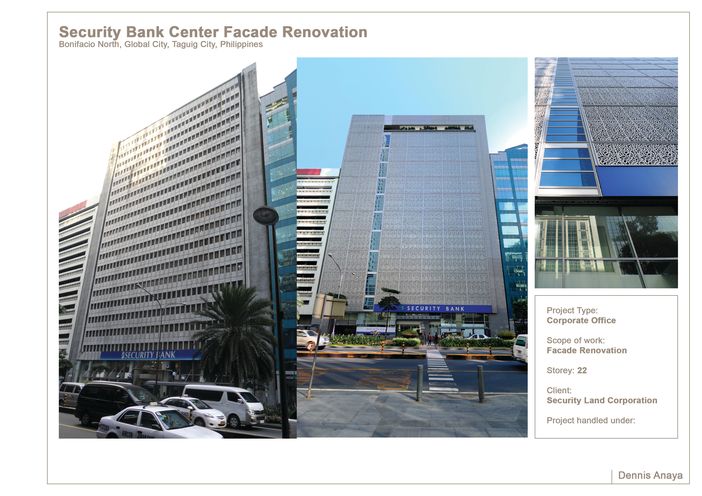 Security Bank Center Facade Renovation
Bonifacio North, Global City, Taguig City, Philippines
SECURITY BANK
SECURITY BANK
Project Type:
Corporate Office
Scope of work:
Facade Renovation
Storey: 22
Client:
Security Land Corporation
Project handled under:
Dennis Anaya